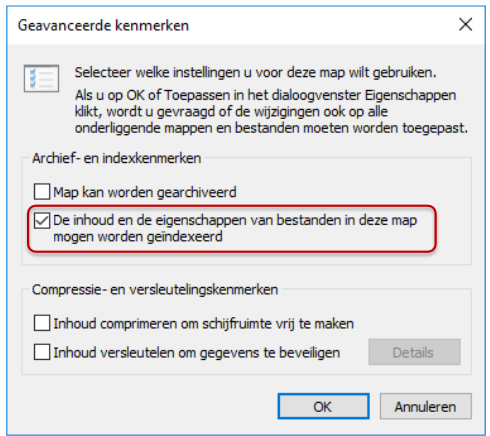 Geavanceerde kenmerken
Selecteer welke instellingen u voor deze map wilt gebruiken.
Als u op OK of Toepassen in het dialoogvenster Eigenschappen
klikt, wordt u gevraagd of de wijzigingen ook op alle
onderliggende mappen en bestanden moeten worden toegepast.
Archief- en indexkenmerken
Map kan worden gearchiveerd
De inhoud en de eigenschappen van bestanden in deze map
mogen worden geïndexeerd
Compressie- en versleutelingskenmerken
Inhoud comprimeren om schijfruimte vrij te maken
Inhoud versleutelen om gegevens te beveiligen
Details
OK
Annuleren